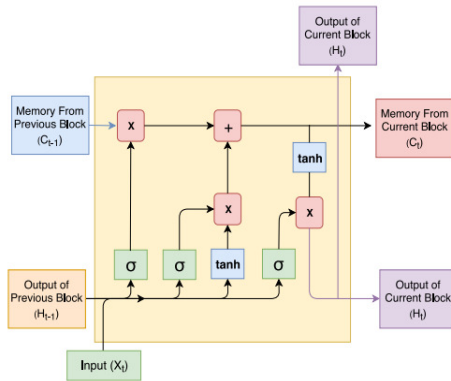 Output of
Current Block
(Hₜ)
Memory From
Previous Block
(Cₜ₋₁)
x
+
Memory From
Current Block
(Cₜ)
tanh
x
x
σ
σ
tanh
σ
Output of
Previous Block
(Hₜ₋₁)
Output of
Current Block
(Hₜ)
Input (Xₜ)